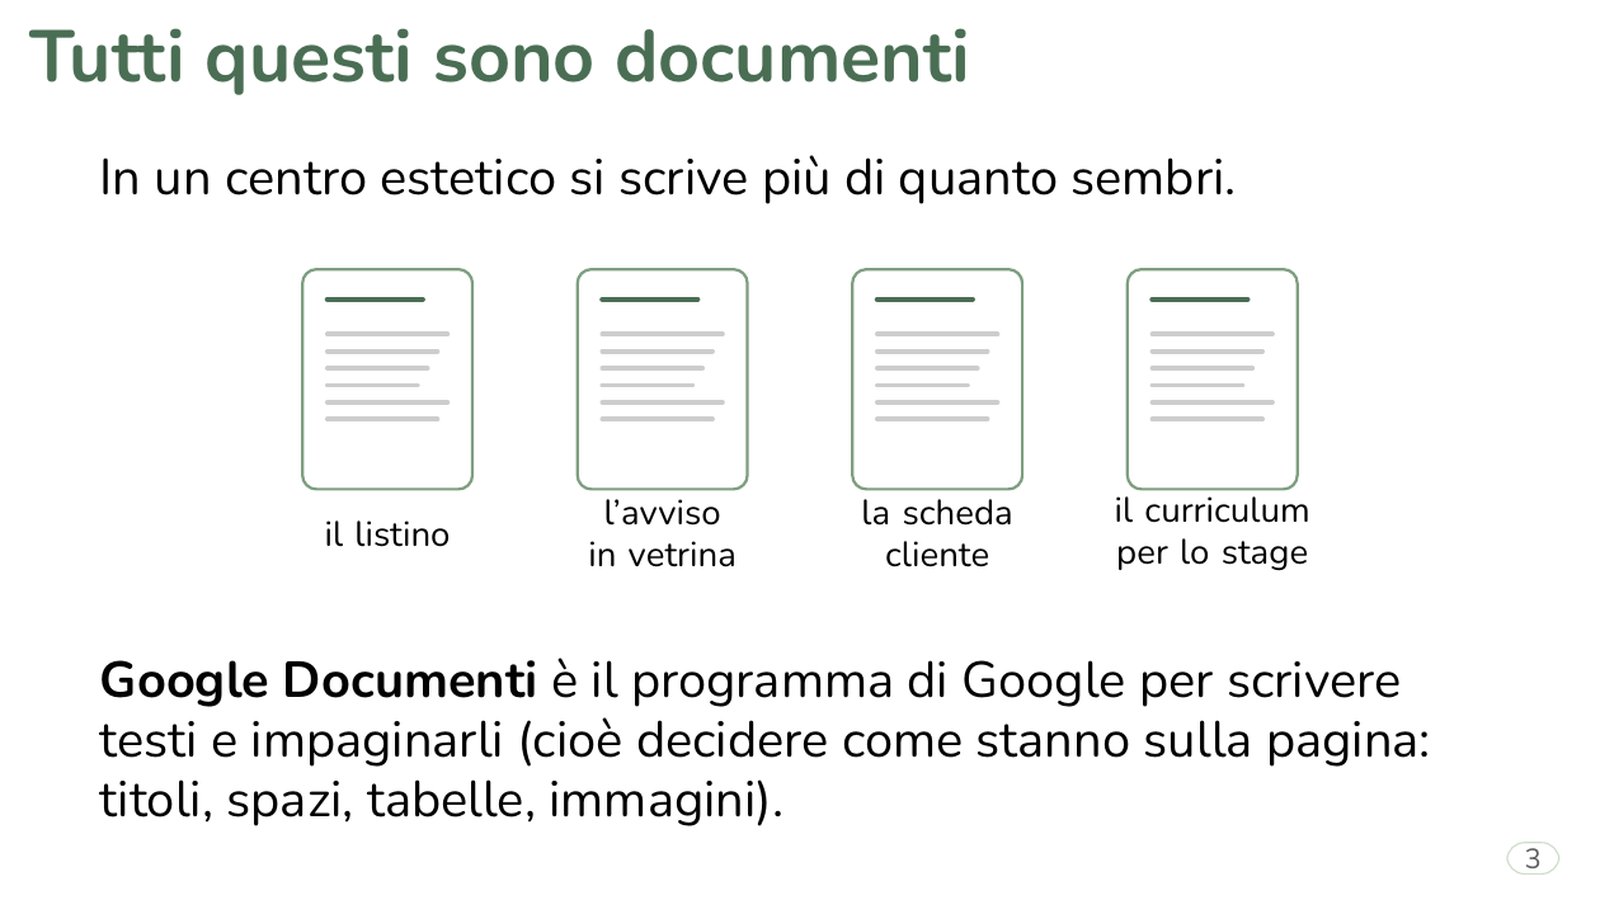 Tutti questi sono documenti
In un centro estetico si scrive più di quanto sembri.
il listino
l’avviso
in vetrina
la scheda
cliente
il curriculum
per lo stage
Google Documenti è il programma di Google per scrivere
testi e impaginarli (cioè decidere come stanno sulla pagina:
titoli, spazi, tabelle, immagini).
3